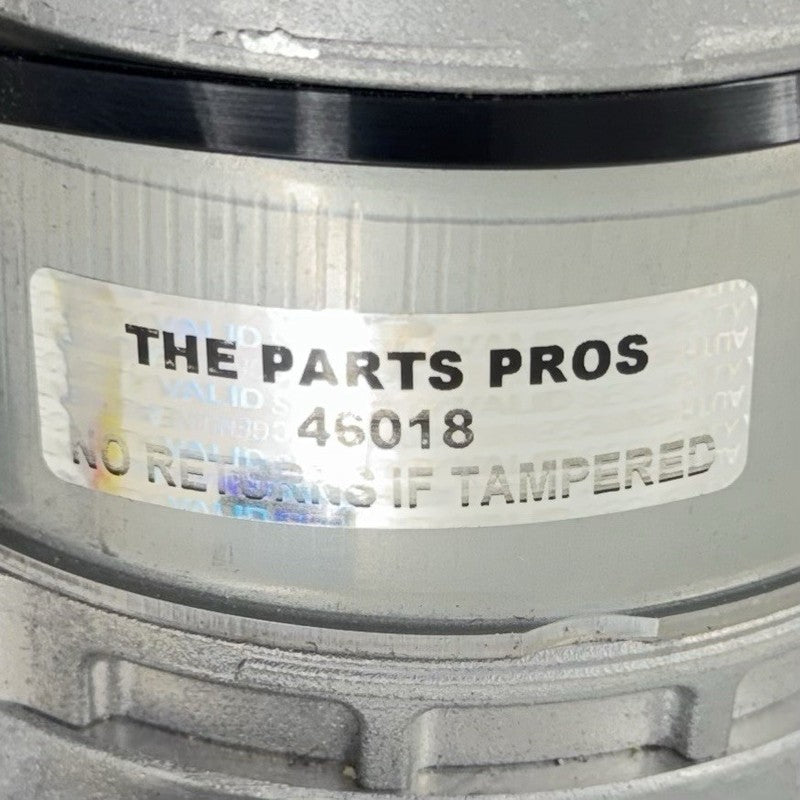 THE PARTS PROS
46018
NO RETURNS IF TAMPERED